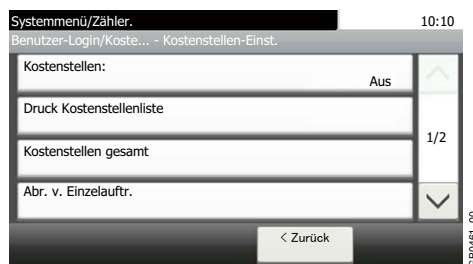 Systemmenü/Zähler.
10:10
Benutzer-Login/Koste... - Kostenstellen-Einst.
Kostenstellen:
Aus
Druck Kostenstellenliste
1/2
Kostenstellen gesamt
Abr. v. Einzelauftr.
< Zurück